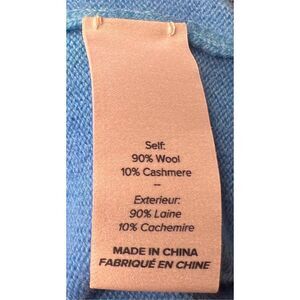 Self:
90% Wool
10% Cashmere
–
Exterieur:
90% Laine
10% Cachemire
MADE IN CHINA
FABRIQUÉ EN CHINE